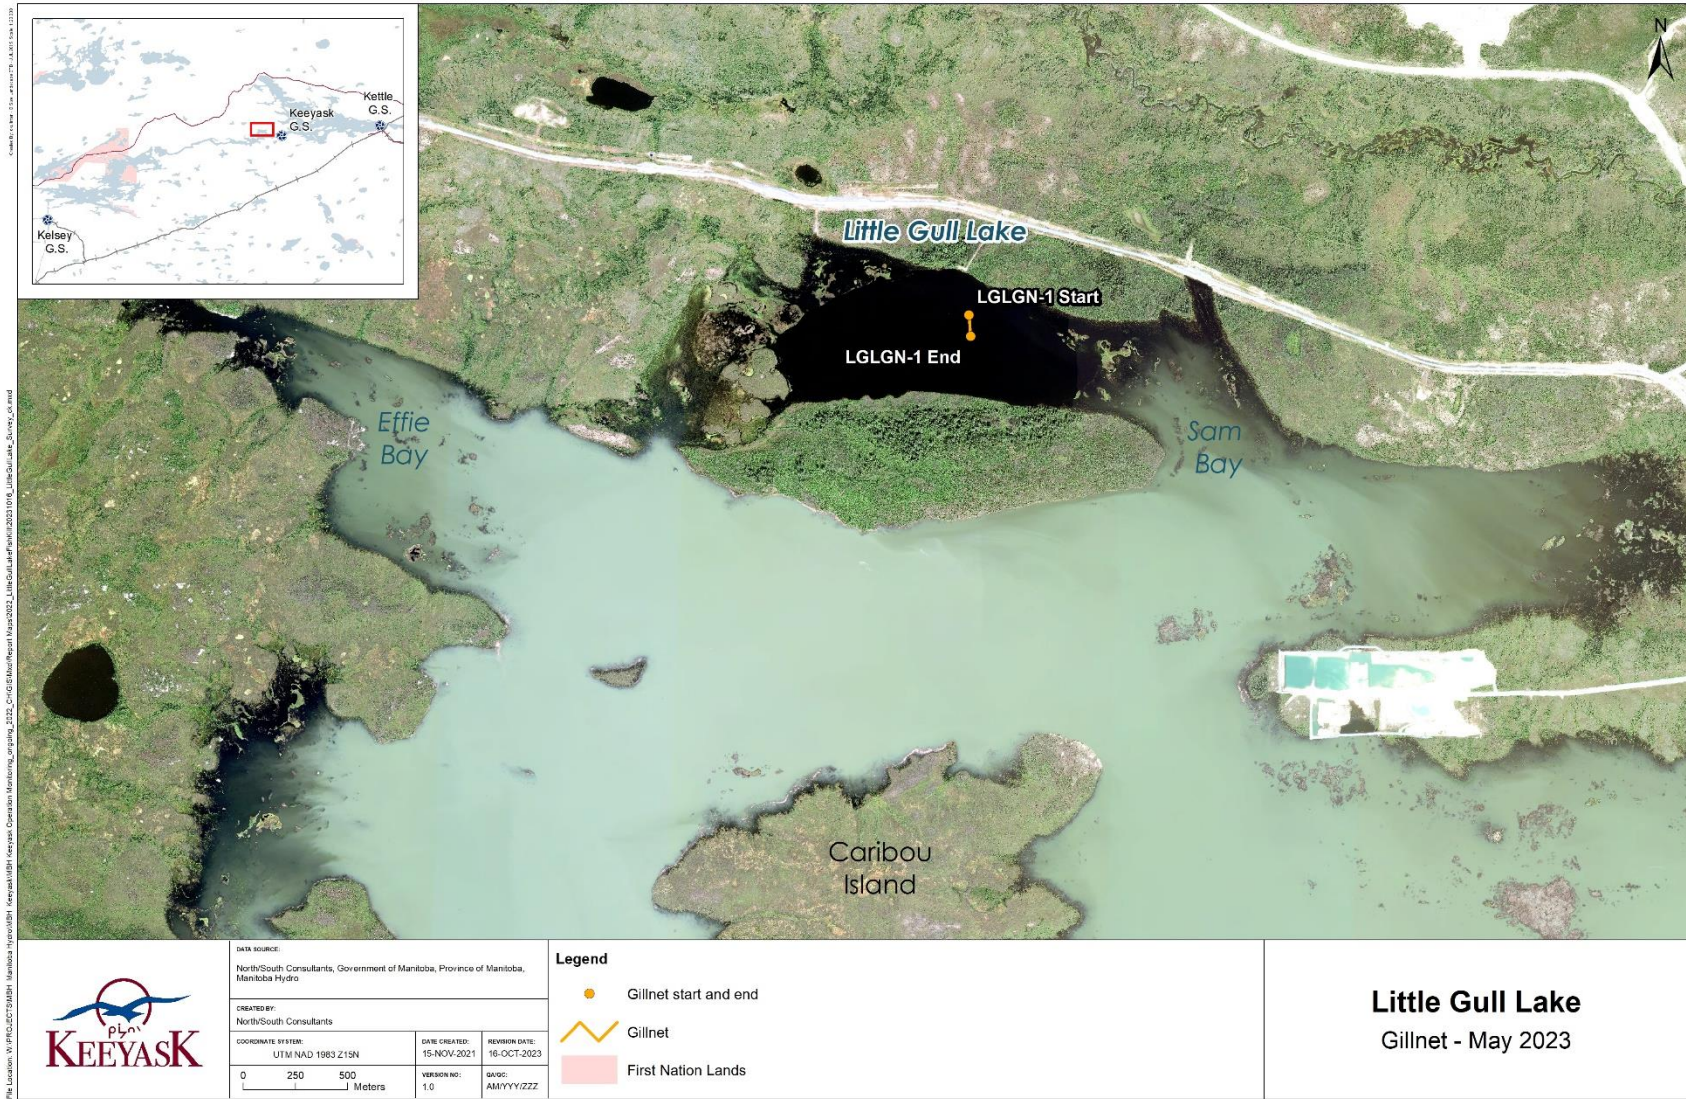 Kettle
G.S.
Keeyask
G.S.
Kelsey
G.S.
N
Little Gull Lake
LGLGN-1 Start
LGLGN-1 End
Effie
Bay
Sam
Bay
Caribou
Island
ᑭᔮᐢᐠ
KEEYASK
DATA SOURCE:
North/South Consultants, Government of Manitoba, Province of Manitoba,
Manitoba Hydro
CREATED BY:
North/South Consultants
COORDINATE SYSTEM:
UTM NAD 1983 Z15N
DATE CREATED:
15-NOV-2021
REVISION DATE:
16-OCT-2023
0 250 500
Meters
VERSION NO:
1.0
QA/QC:
AM/YYY/ZZZ
Legend
Gillnet start and end
Gillnet
First Nation Lands
Little Gull Lake
Gillnet - May 2023